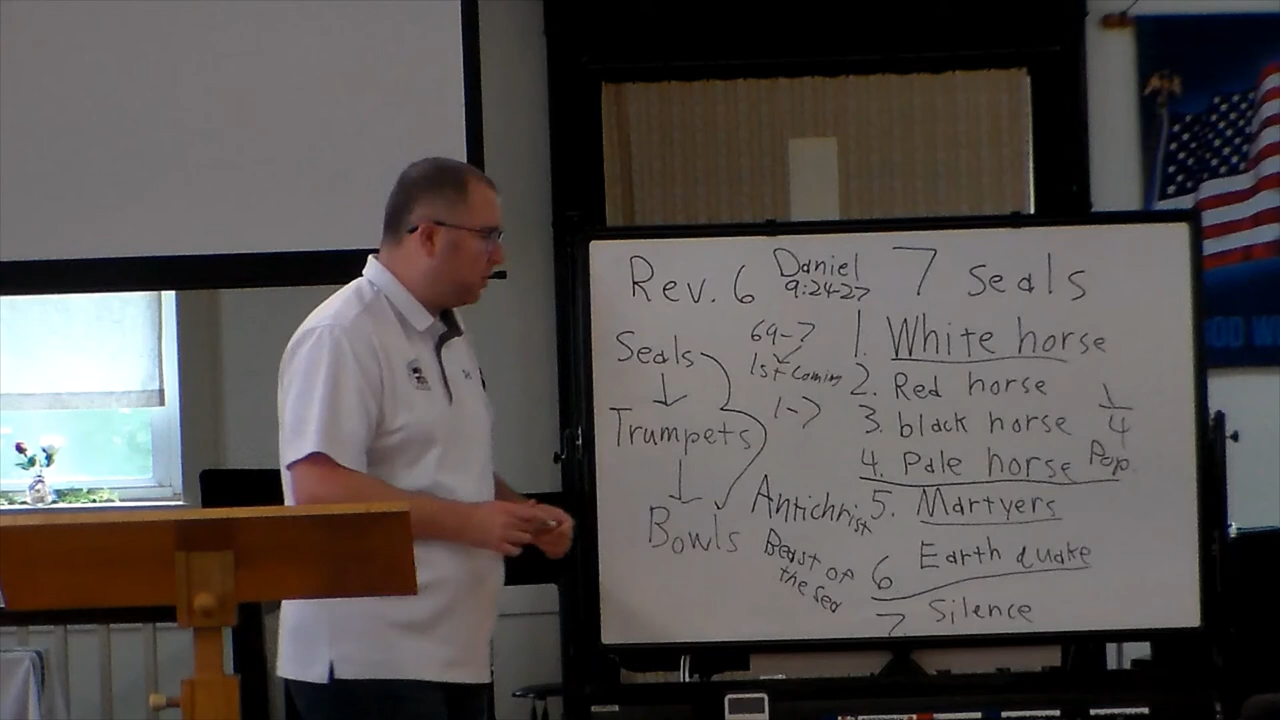 Rev. 6
Daniel
9:24-27
7 Seals
Seals
Trumpets
Bowls
69-7
1st coming
1-7
Antichrist
Beast of
the Sea
1. White horse
2. Red horse
3. black horse
4. Pale horse
1/4
Pop.
5. Martyers
6 Earth quake
7. Silence